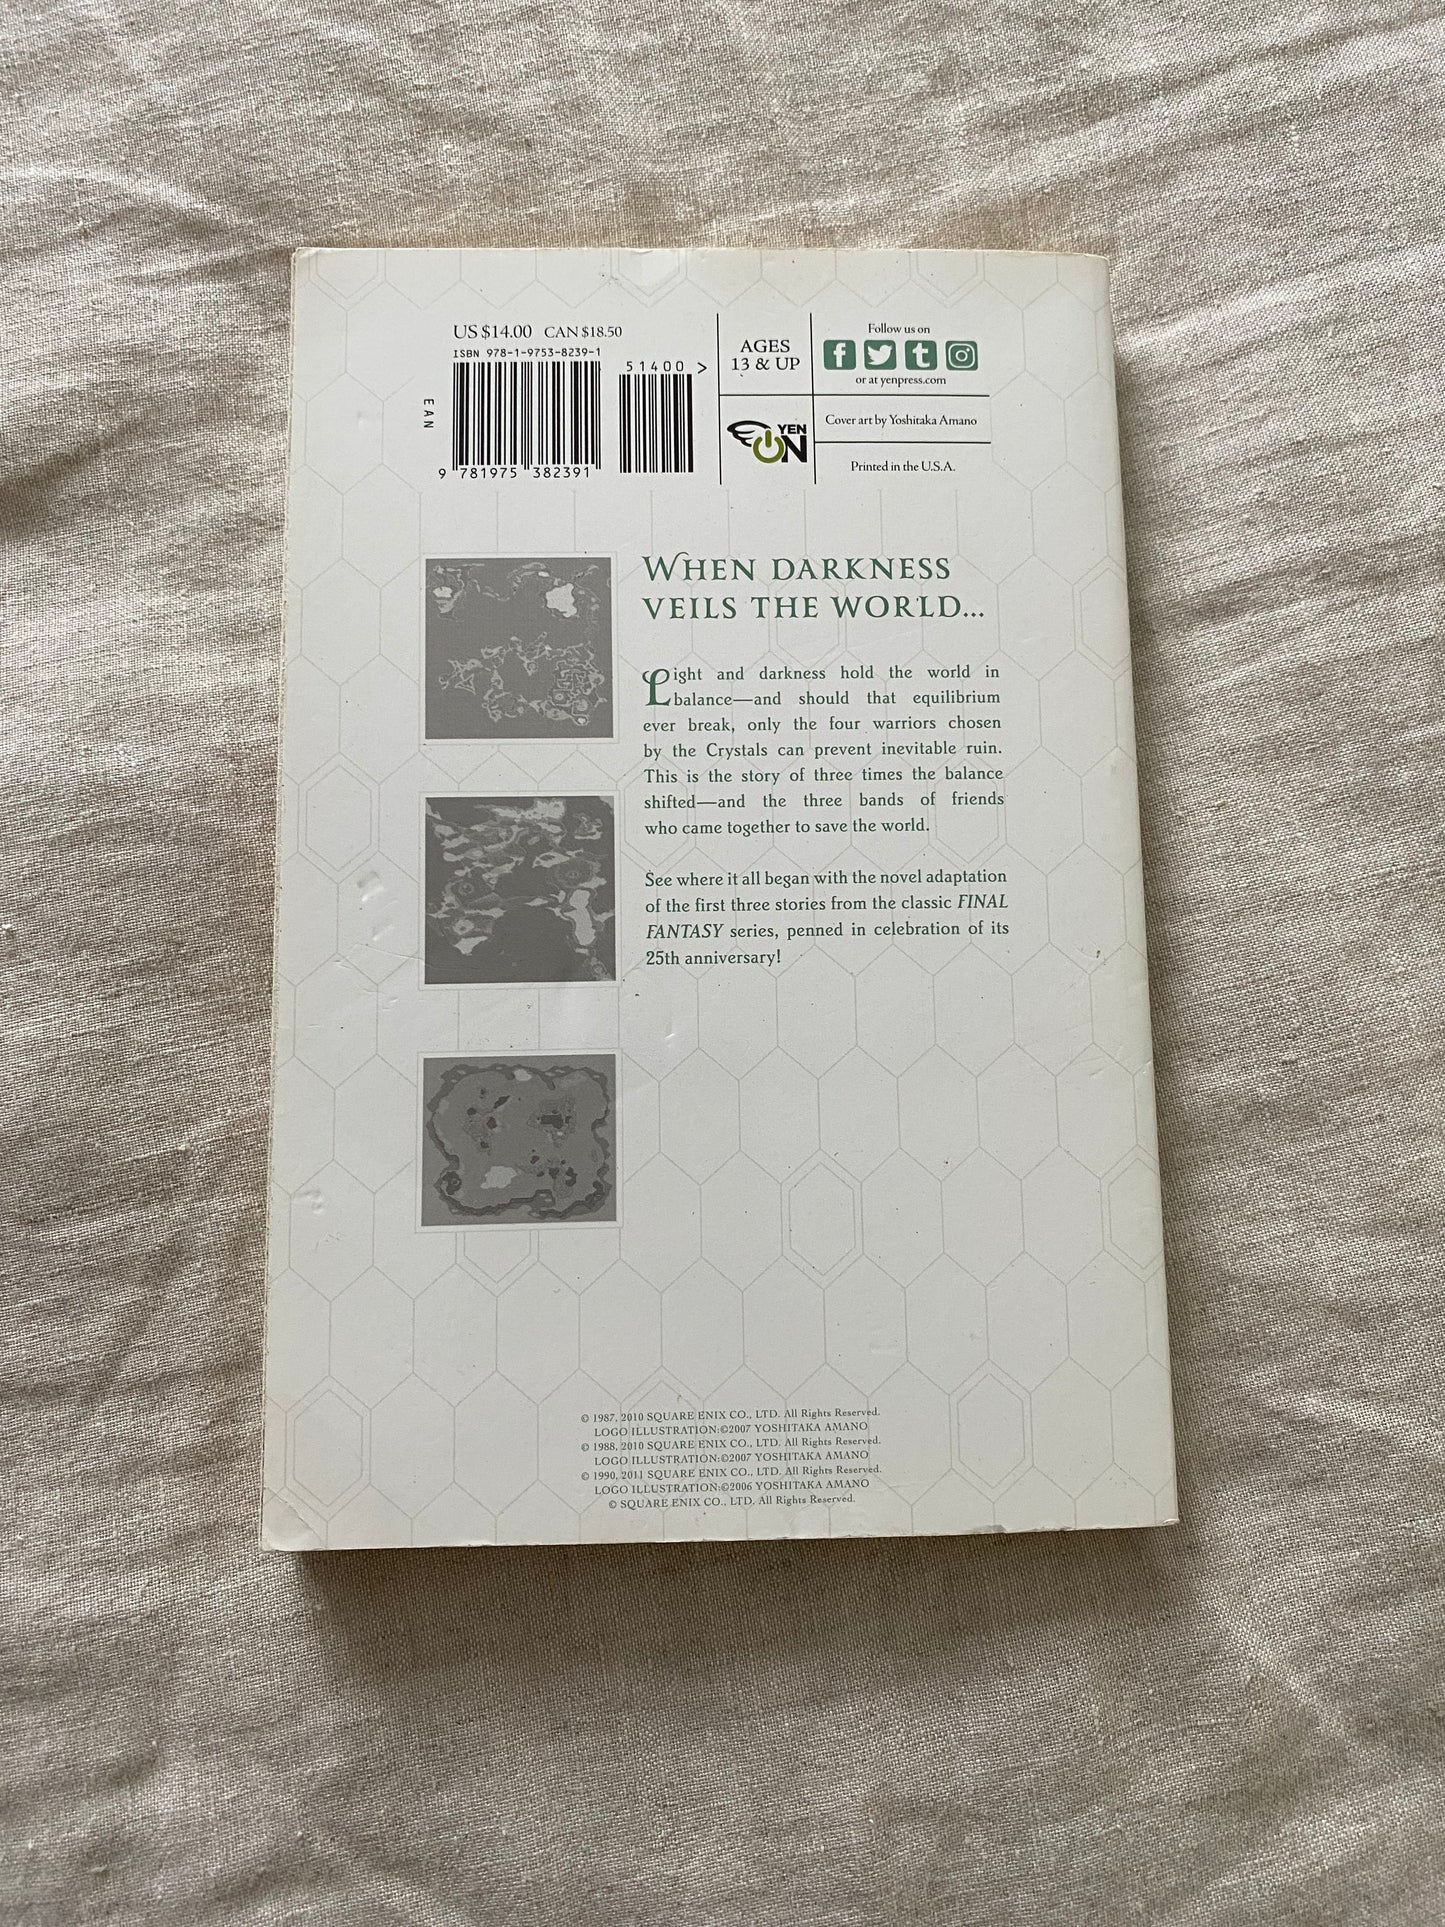 US $14.00 CAN $18.50
ISBN 978-1-9753-8239-1
51400 >
EAN
9 781975 382391
AGES
13 & UP
YEN
ON
Follow us on
f t
or at yenpress.com
Cover art by Yoshitaka Amano
Printed in the U.S.A.
WHEN DARKNESS
VEILS THE WORLD...
Light and darkness hold the world in
balance—and should that equilibrium
ever break, only the four warriors chosen
by the Crystals can prevent inevitable ruin.
This is the story of three times the balance
shifted—and the three bands of friends
who came together to save the world.
See where it all began with the novel adaptation
of the first three stories from the classic FINAL
FANTASY series, penned in celebration of its
25th anniversary!
© 1987, 2010 SQUARE ENIX CO., LTD. All Rights Reserved.
LOGO ILLUSTRATION:©2007 YOSHITAKA AMANO
© 1988, 2010 SQUARE ENIX CO., LTD. All Rights Reserved.
LOGO ILLUSTRATION:©2007 YOSHITAKA AMANO
© 1990, 2011 SQUARE ENIX CO., LTD. All Rights Reserved.
LOGO ILLUSTRATION:©2006 YOSHITAKA AMANO
© SQUARE ENIX CO., LTD. All Rights Reserved.